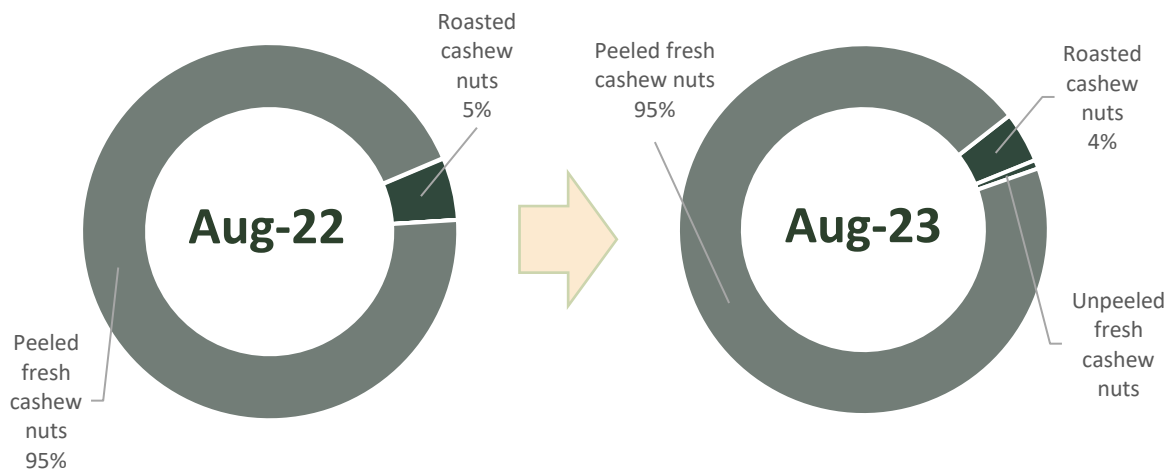 Roasted
cashew
nuts
5%
Aug-22
Peeled
fresh
cashew
nuts
95%
Peeled fresh
cashew nuts
95%
Roasted
cashew
nuts
4%
Aug-23
Unpeeled
fresh
cashew
nuts